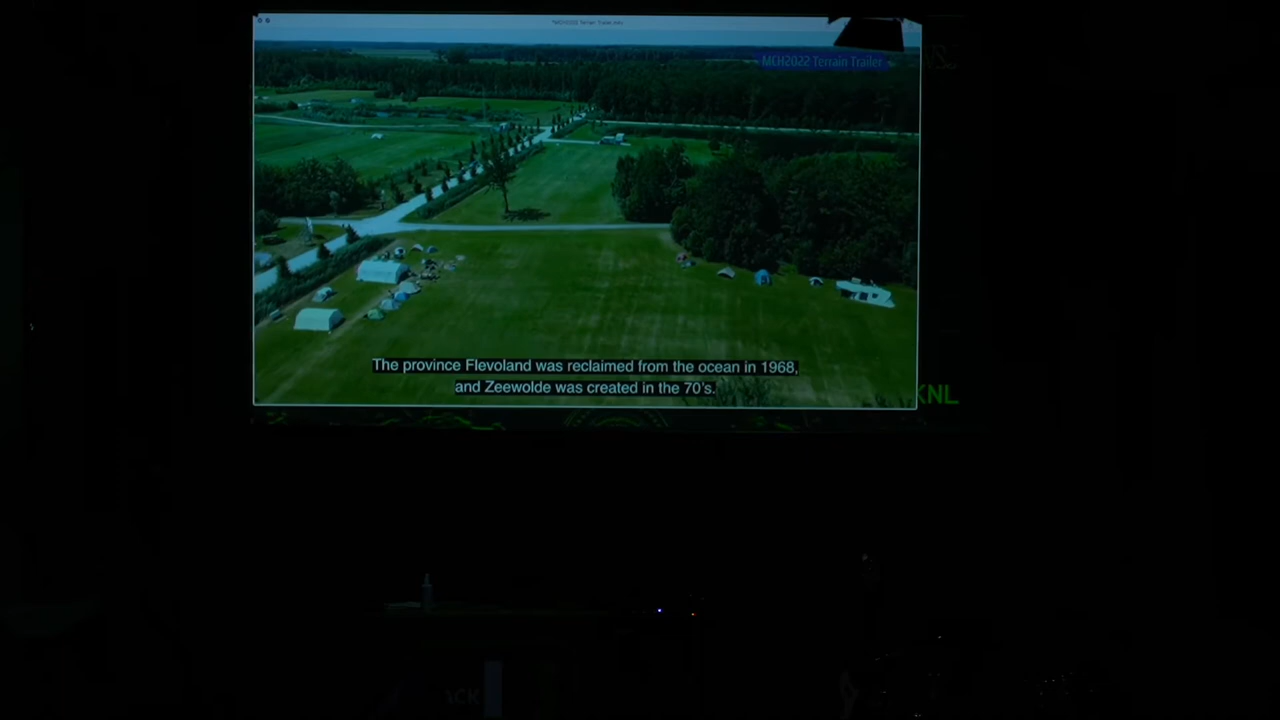 MCH2022 Terrain Trailer
The province Flevoland was reclaimed from the ocean in 1968,
and Zeewolde was created in the 70's.
KNL